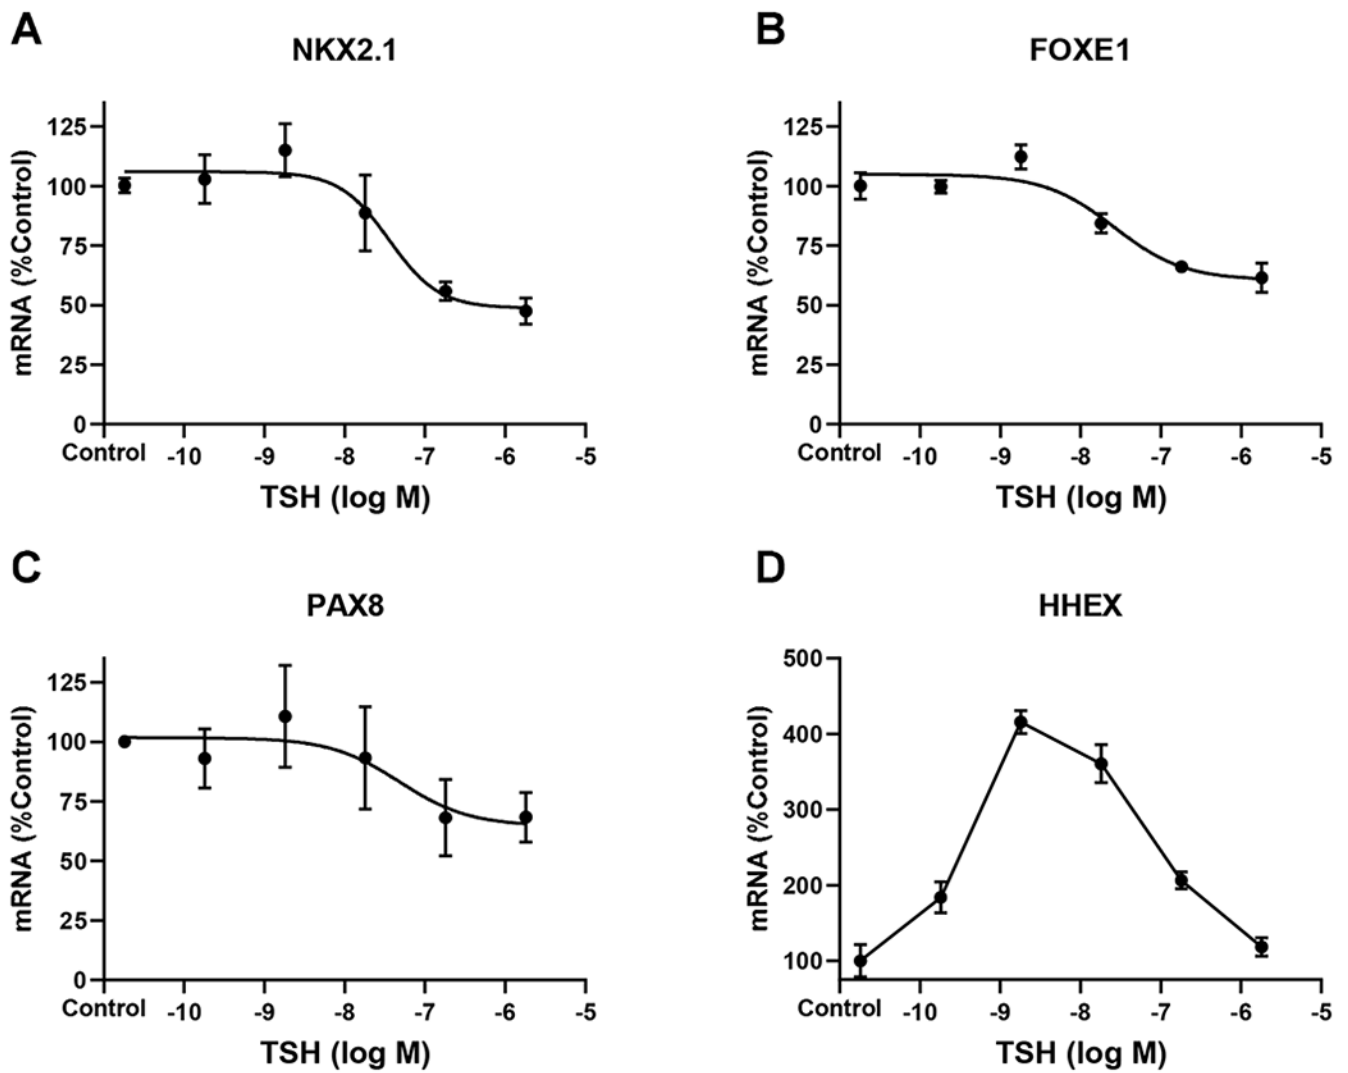 A
NKX2.1
mRNA (%Control)
125
100
75
50
25
0
Control -10 -9 -8 -7 -6 -5
TSH (log M)
B
FOXE1
mRNA (%Control)
125
100
75
50
25
0
Control -10 -9 -8 -7 -6 -5
TSH (log M)
C
PAX8
mRNA (%Control)
125
100
75
50
25
0
Control -10 -9 -8 -7 -6 -5
TSH (log M)
D
HHEX
mRNA (%Control)
500
400
300
200
100
Control -10 -9 -8 -7 -6 -5
TSH (log M)